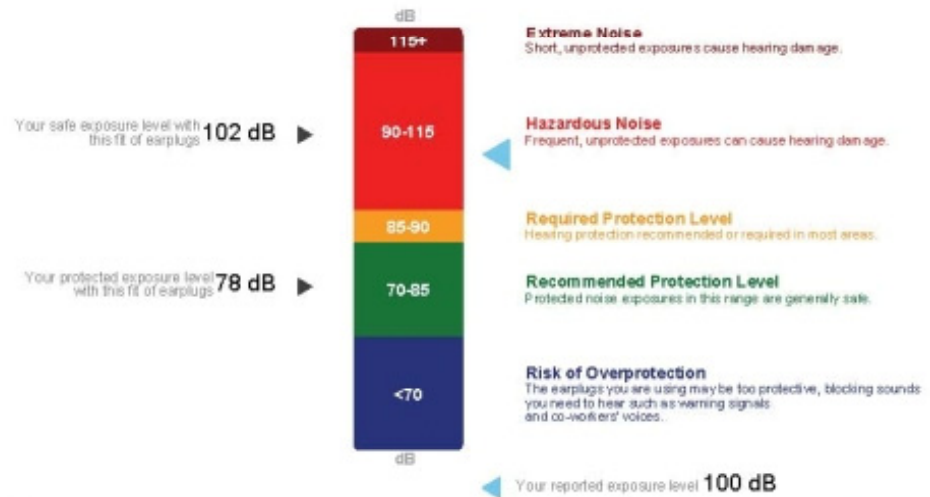 dB
115+
Extreme Noise
Short, unprotected exposures cause hearing damage.
Your safe exposure level with
this fit of earplugs 102 dB
90-115
Hazardous Noise
Frequent, unprotected exposures can cause hearing damage.
85-90
Required Protection Level
Hearing protection recommended or required in most areas.
Your protected exposure level
with this fit of earplugs 78 dB
70-85
Recommended Protection Level
Protected noise exposures in this range are generally safe.
<70
Risk of Overprotection
The earplugs you are using may be too protective, blocking sounds
you need to hear such as warning signals
and co-workers' voices.
dB
Your reported exposure level 100 dB